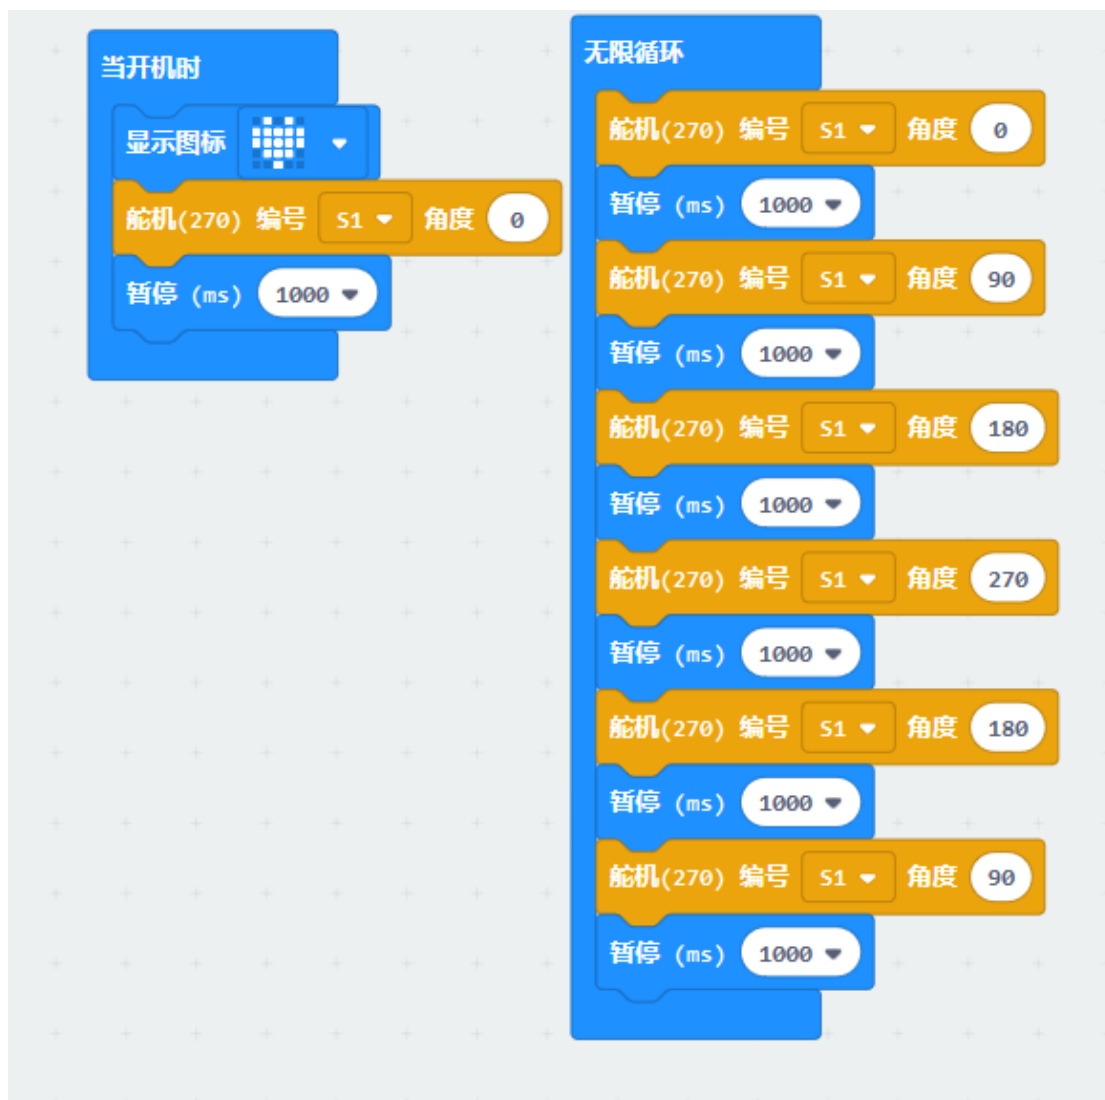 当开机时
显示图标
舵机(270) 编号 S1 角度 0
暂停 (ms) 1000
无限循环
舵机(270) 编号 S1 角度 0
暂停 (ms) 1000
舵机(270) 编号 S1 角度 90
暂停 (ms) 1000
舵机(270) 编号 S1 角度 180
暂停 (ms) 1000
舵机(270) 编号 S1 角度 270
暂停 (ms) 1000
舵机(270) 编号 S1 角度 180
暂停 (ms) 1000
舵机(270) 编号 S1 角度 90
暂停 (ms) 1000